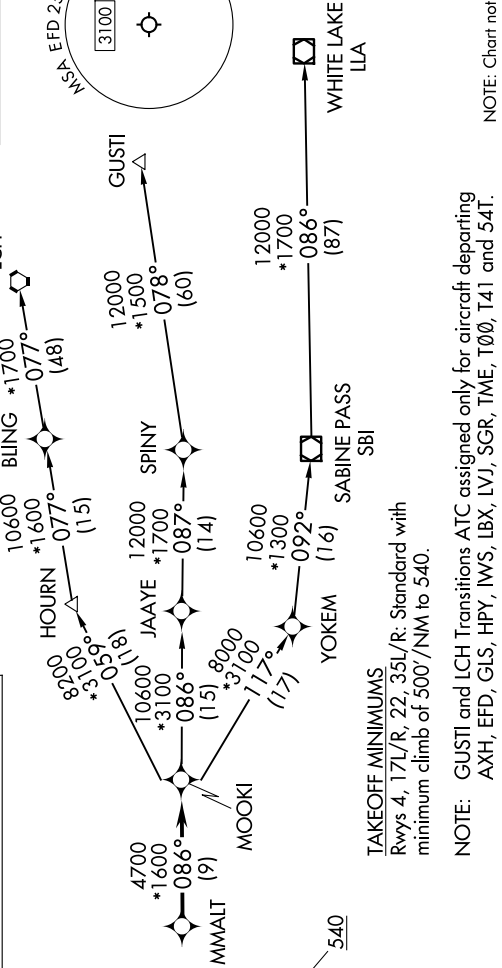 MSA EFD 25
3100
WHITE LAKE
LLA
NOTE: Chart not
GUSTI
12000
*1500
078°
(60)
12000
*1700
086°
(87)
*1700
077°
(48)
BLING
10600
*1600
077°
(15)
HOURN
SPINY
12000
*1700
087°
(14)
JAAYE
SABINE PASS
SBI
10600
*1300
092°
(16)
YOKEM
8200
*3100
059°
(18)
10600
*3100
086°
(15)
8000
*3100
117°
(17)
MOOKI
4700
*1600
086°
(9)
MMALT
540
TAKEOFF MINIMUMS
Rwys 4, 17L/R, 22, 35L/R: Standard with
minimum climb of 500'/NM to 540.
NOTE: GUSTI and LCH Transitions ATC assigned only for aircraft departing
AXH, EFD, GLS, HPY, IWS, LBX, LVJ, SGR, TME, TØØ, T41 and 54T.